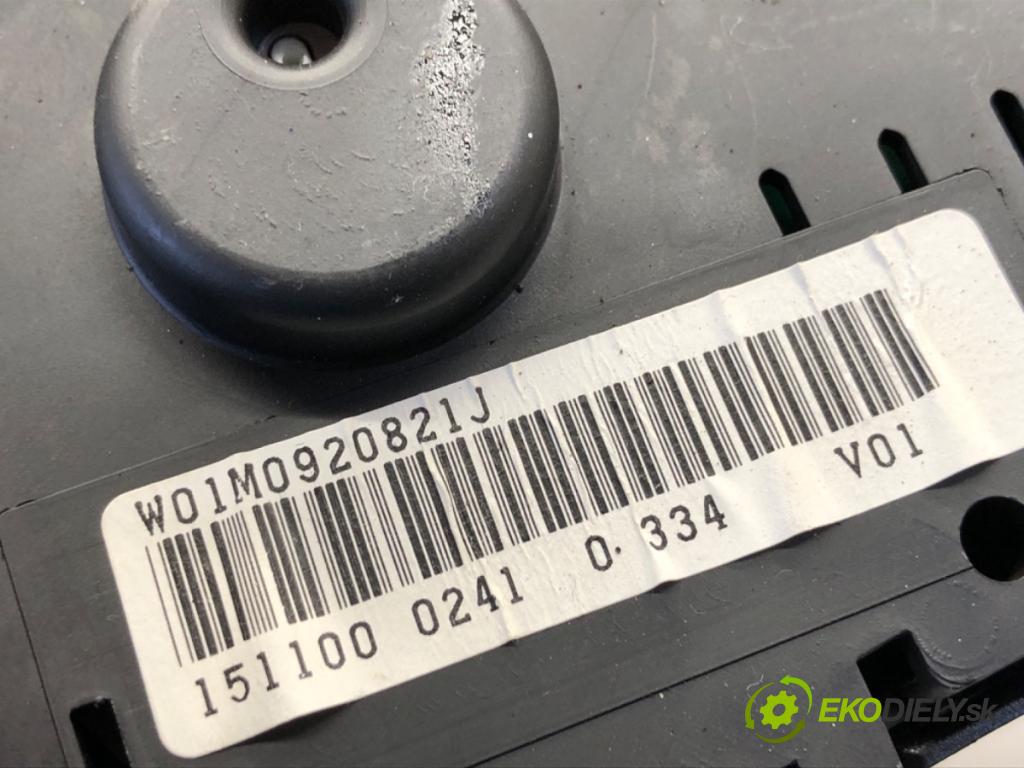 W01M0920821J
151100 0241 0· 334 V01
EKODIELY.sk